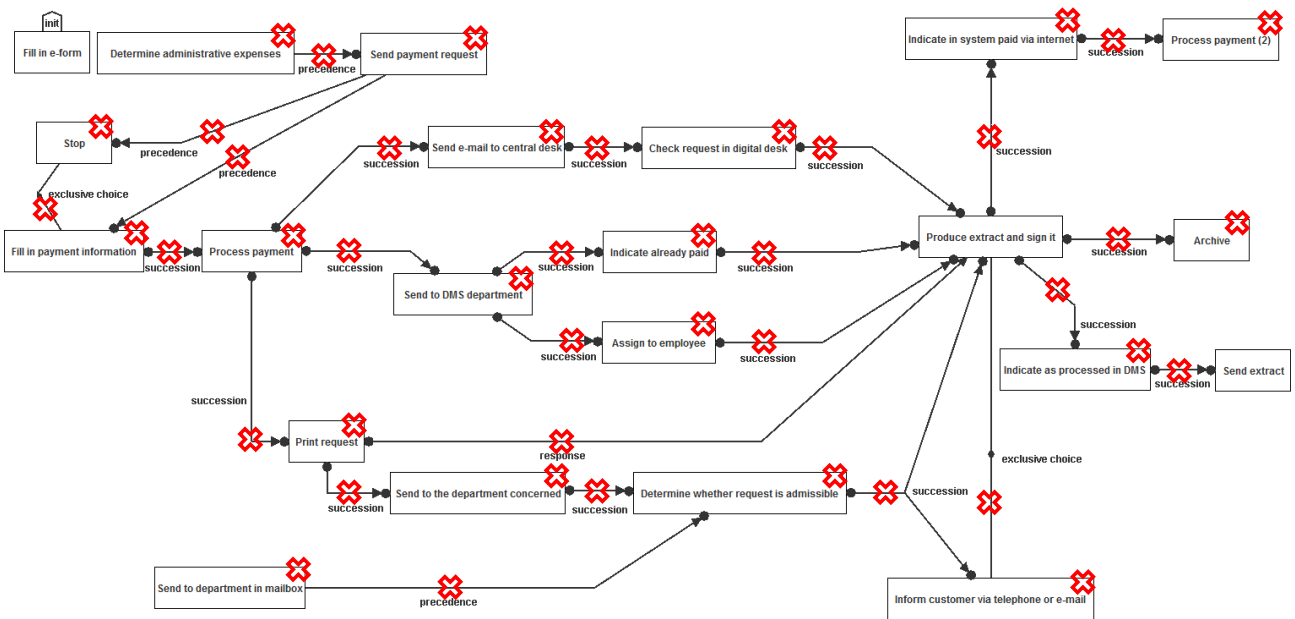 init
Fill in e-form
Determine administrative expenses
precedence
Send payment request
Indicate in system paid via internet
succession
Process payment (2)
Stop
precedence
exclusive choice
precedence
succession
Send e-mail to central desk
succession
Check request in digital desk
succession
succession
Fill in payment information
succession
Process payment
succession
Send to DMS department
succession
Indicate already paid
succession
Produce extract and sign it
succession
Archive
succession
Assign to employee
succession
succession
Indicate as processed in DMS
succession
Send extract
succession
Print request
response
exclusive choice
succession
Send to the department concerned
succession
Determine whether request is admissible
succession
Send to department in mailbox
precedence
Inform customer via telephone or e-mail